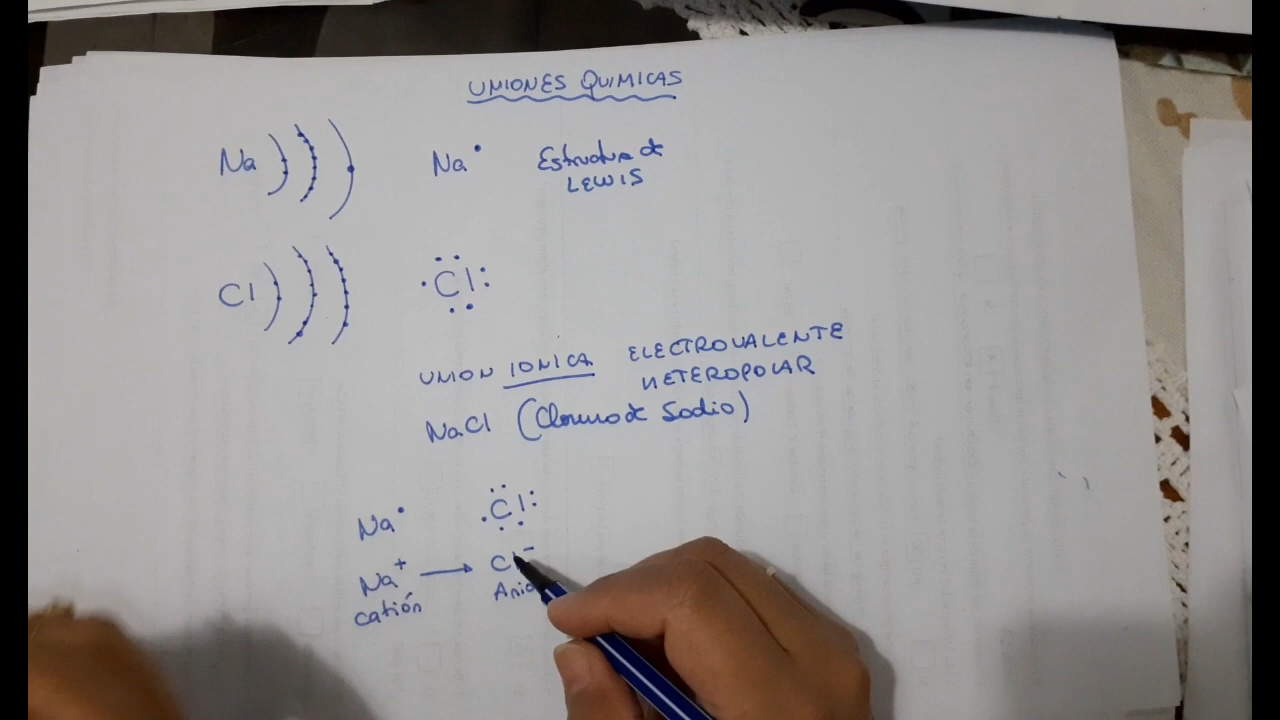 UNIONES QUIMICAS
Na Na• Estructura de
LEWIS
Cl Cl
UNION IONICA ELECTROVALENTE
HETEROPOLAR
NaCl (Cloruro de Sodio)
Na• Cl
Na⁺ → Cl⁻
catión